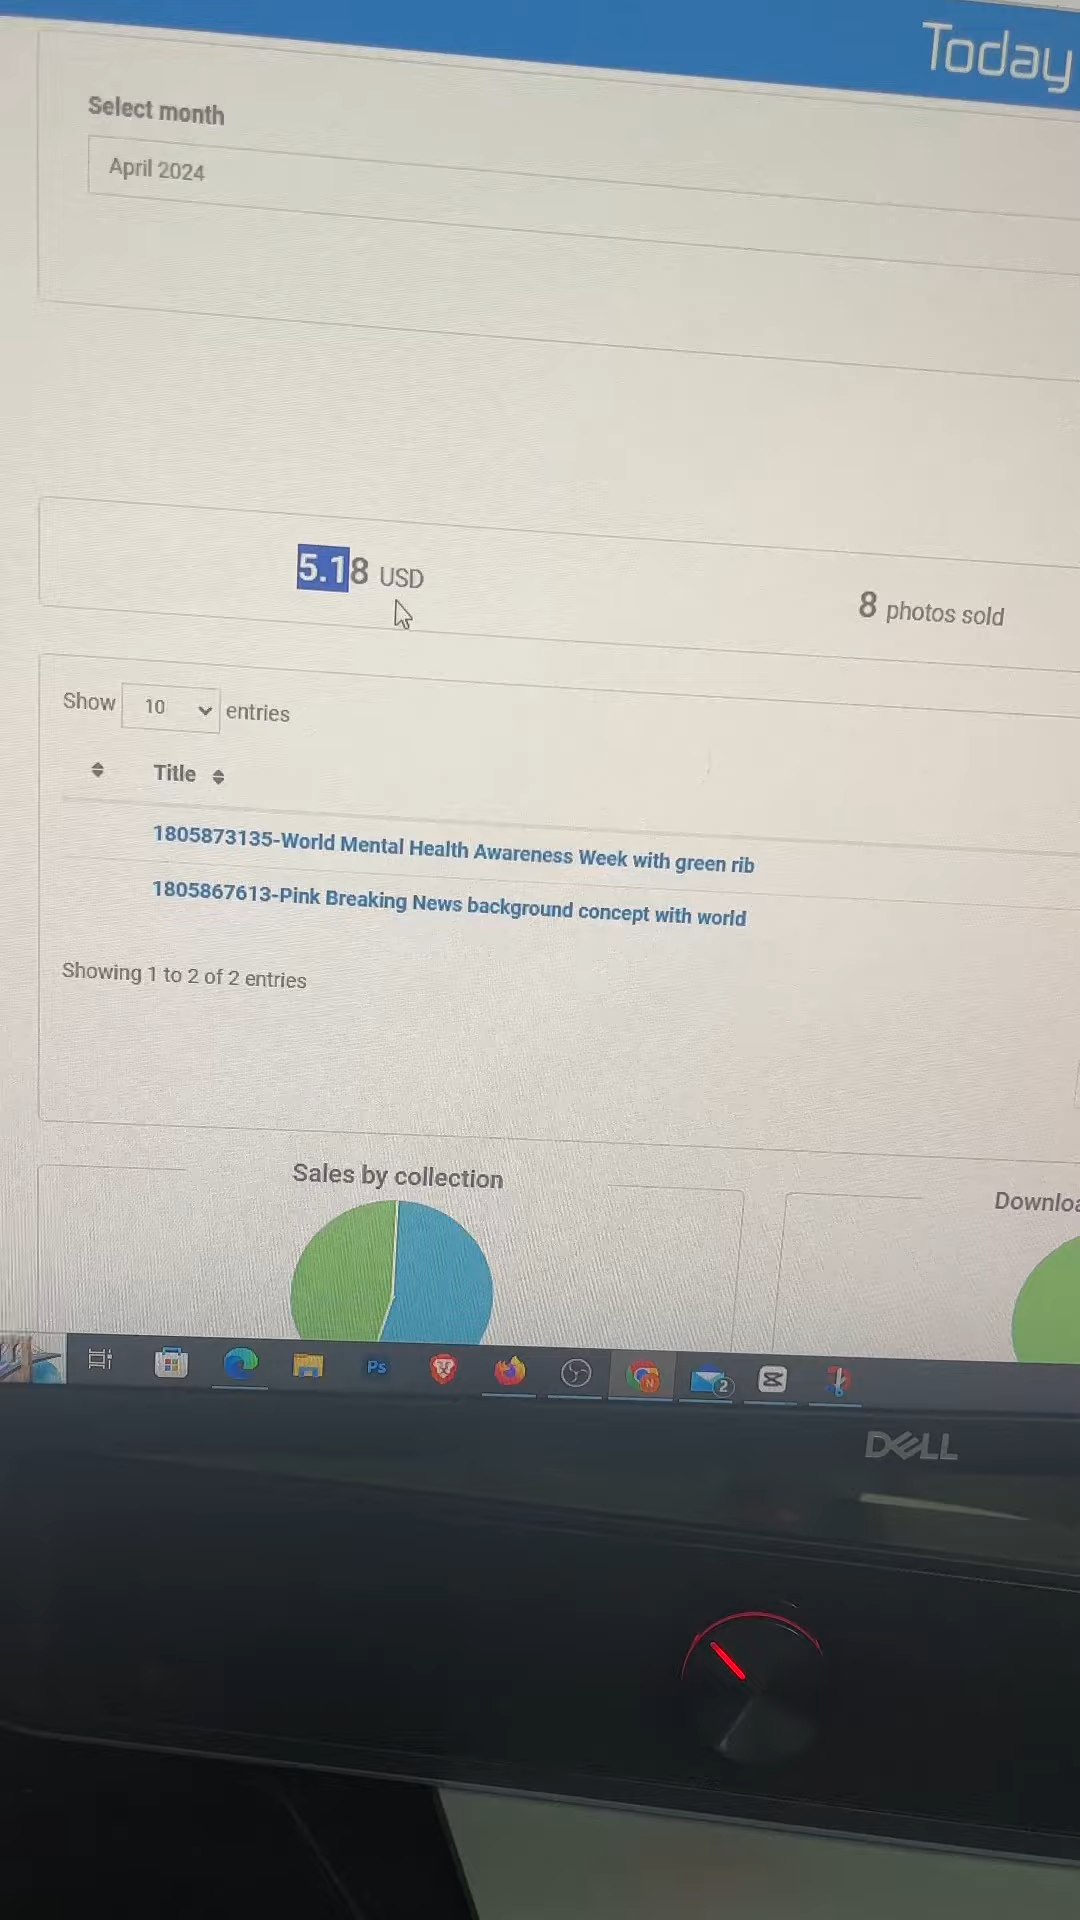 Today
Select month
April 2024
5.18 USD
8 photos sold
Show 10 entries
Title
1805873135-World Mental Health Awareness Week with green rib
1805867613-Pink Breaking News background concept with world
Showing 1 to 2 of 2 entries
Sales by collection
Downloa
Ps
N
2
DELL